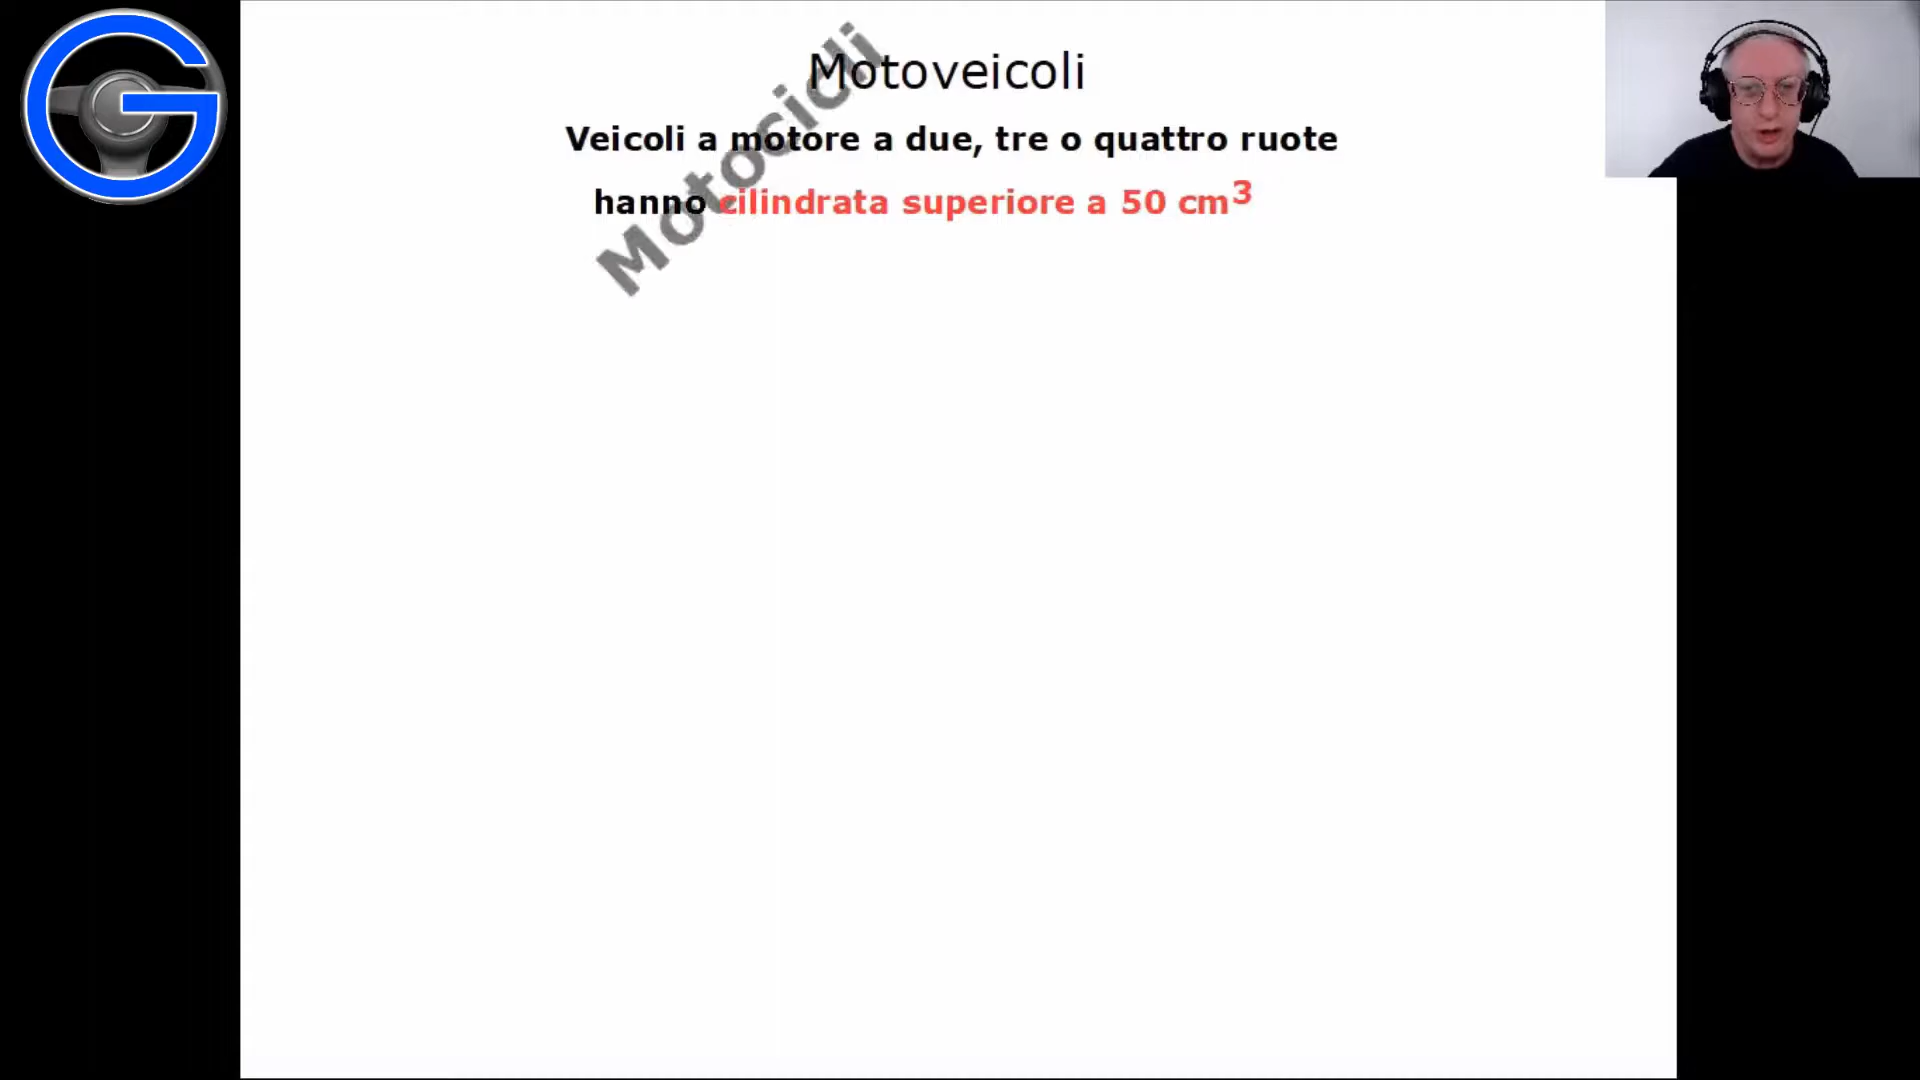 Motoveicoli
Veicoli a motore a due, tre o quattro ruote
hanno cilindrata superiore a 50 cm³
Motocicli
G